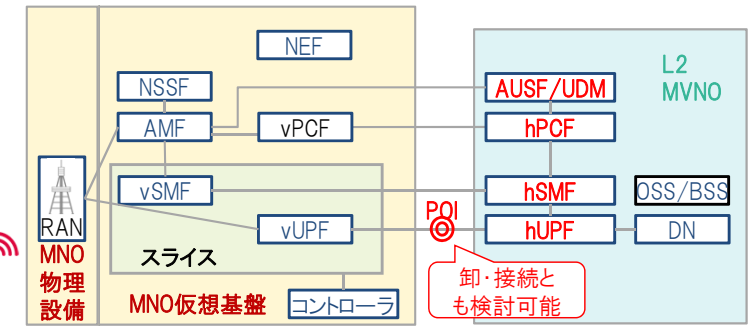 NEF
NSSF
AMF
vPCF
vSMF
vUPF
スライス
RAN
MNO
物理
設備
MNO仮想基盤
コントローラ
POI
卸・接続と
も検討可能
L2
MVNO
AUSF/UDM
hPCF
hSMF
OSS/BSS
hUPF
DN